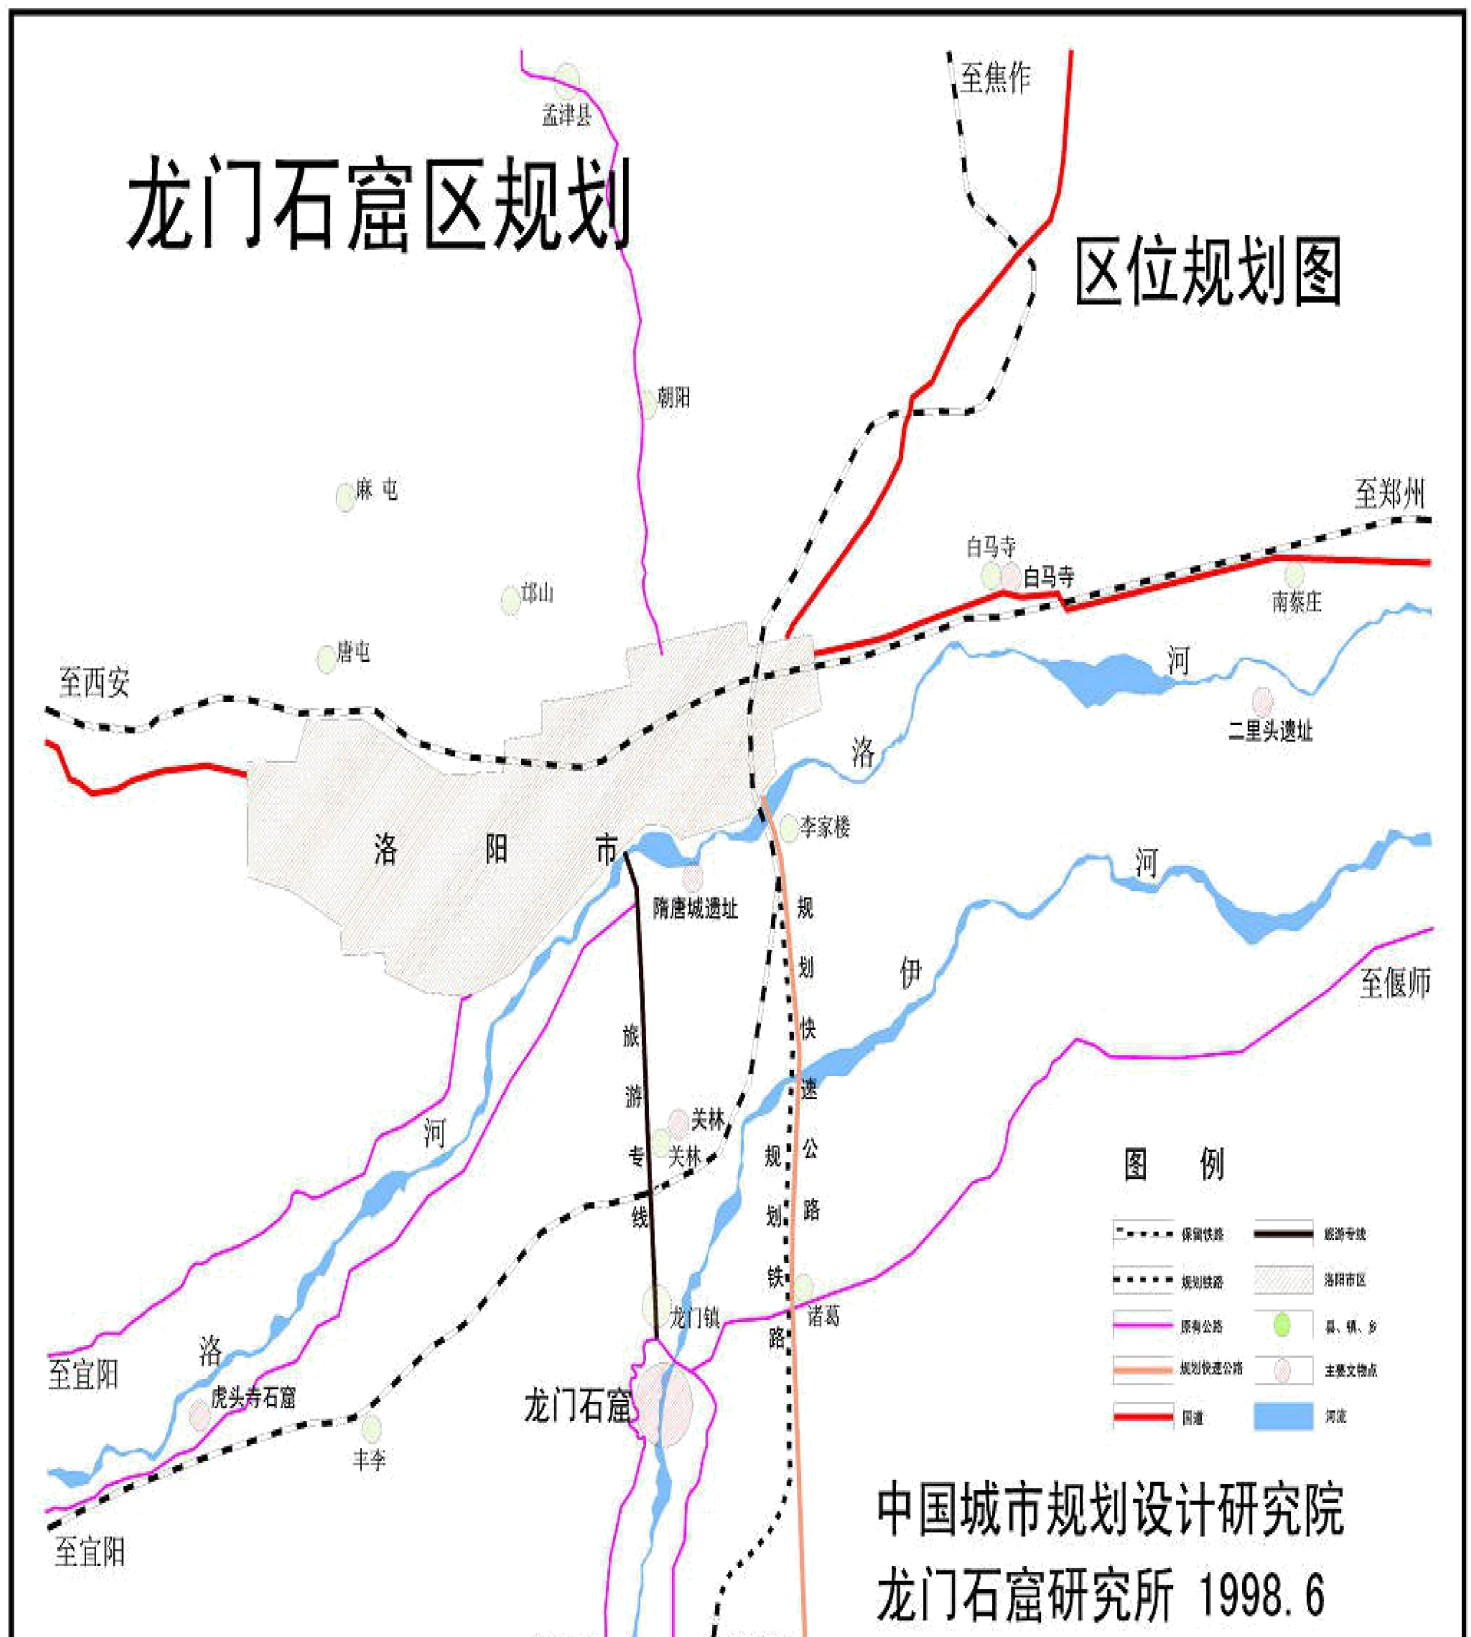 至焦作
孟津县
龙门石窟区规划
区位规划图
朝阳
麻屯
至郑州
白马寺
白马寺
邙山
南蔡庄
唐屯
至西安
河
二里头遗址
洛
李家楼
洛阳市
河
隋唐城遗址
规划快速公路
伊
至偃师
旅游专线
关林
关林
河
规划铁路
图例
保留铁路
旅游专线
规划铁路
洛阳市区
原有公路
县、镇、乡
规划快速公路
主要文物点
国道
河流
龙门镇
诸葛
洛
至宜阳
虎头寺石窟
龙门石窟
丰李
至宜阳
中国城市规划设计研究院
龙门石窟研究所 1998.6